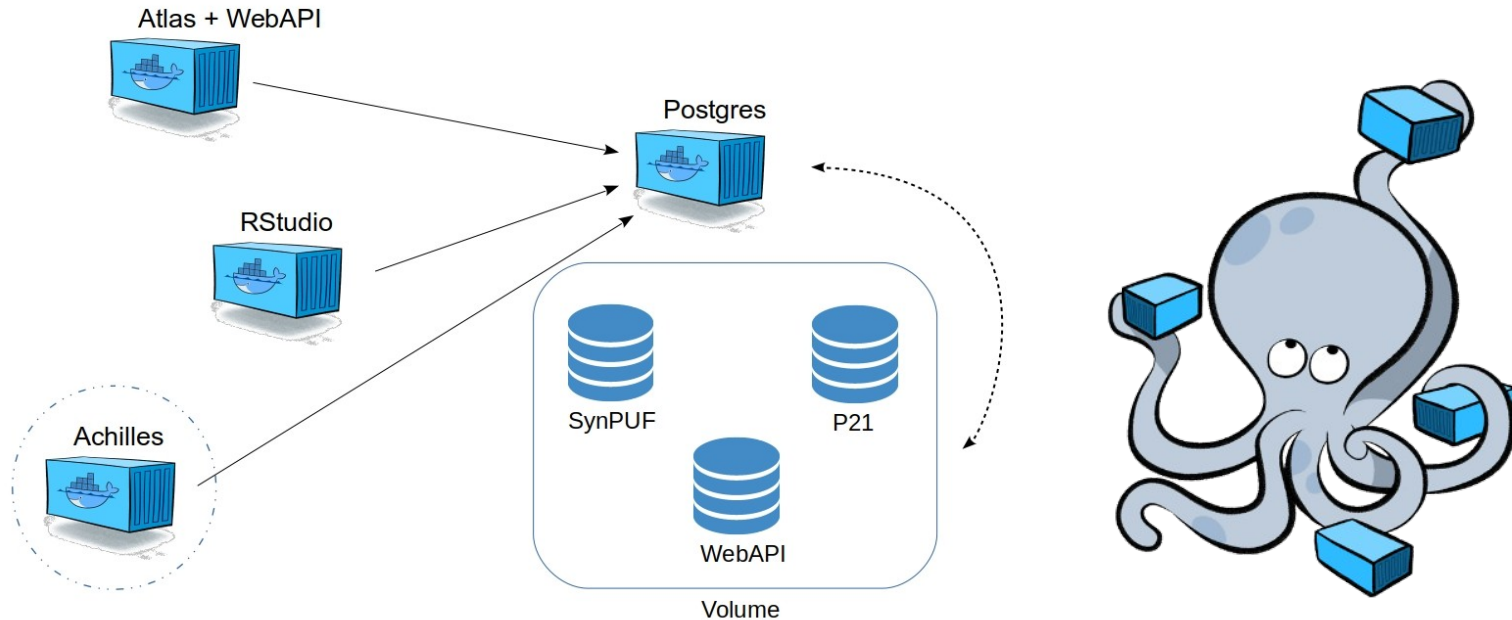 Atlas + WebAPI
Postgres
RStudio
Achilles
SynPUF
P21
WebAPI
Volume